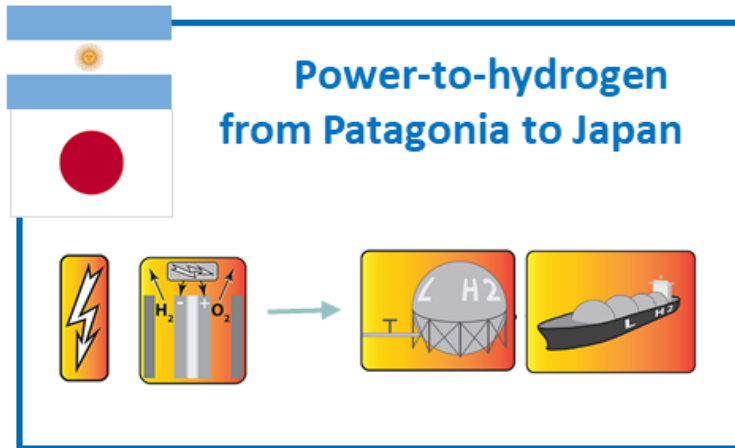 Power-to-hydrogen
from Patagonia to Japan
- +
H2 O2
L H2
L H2